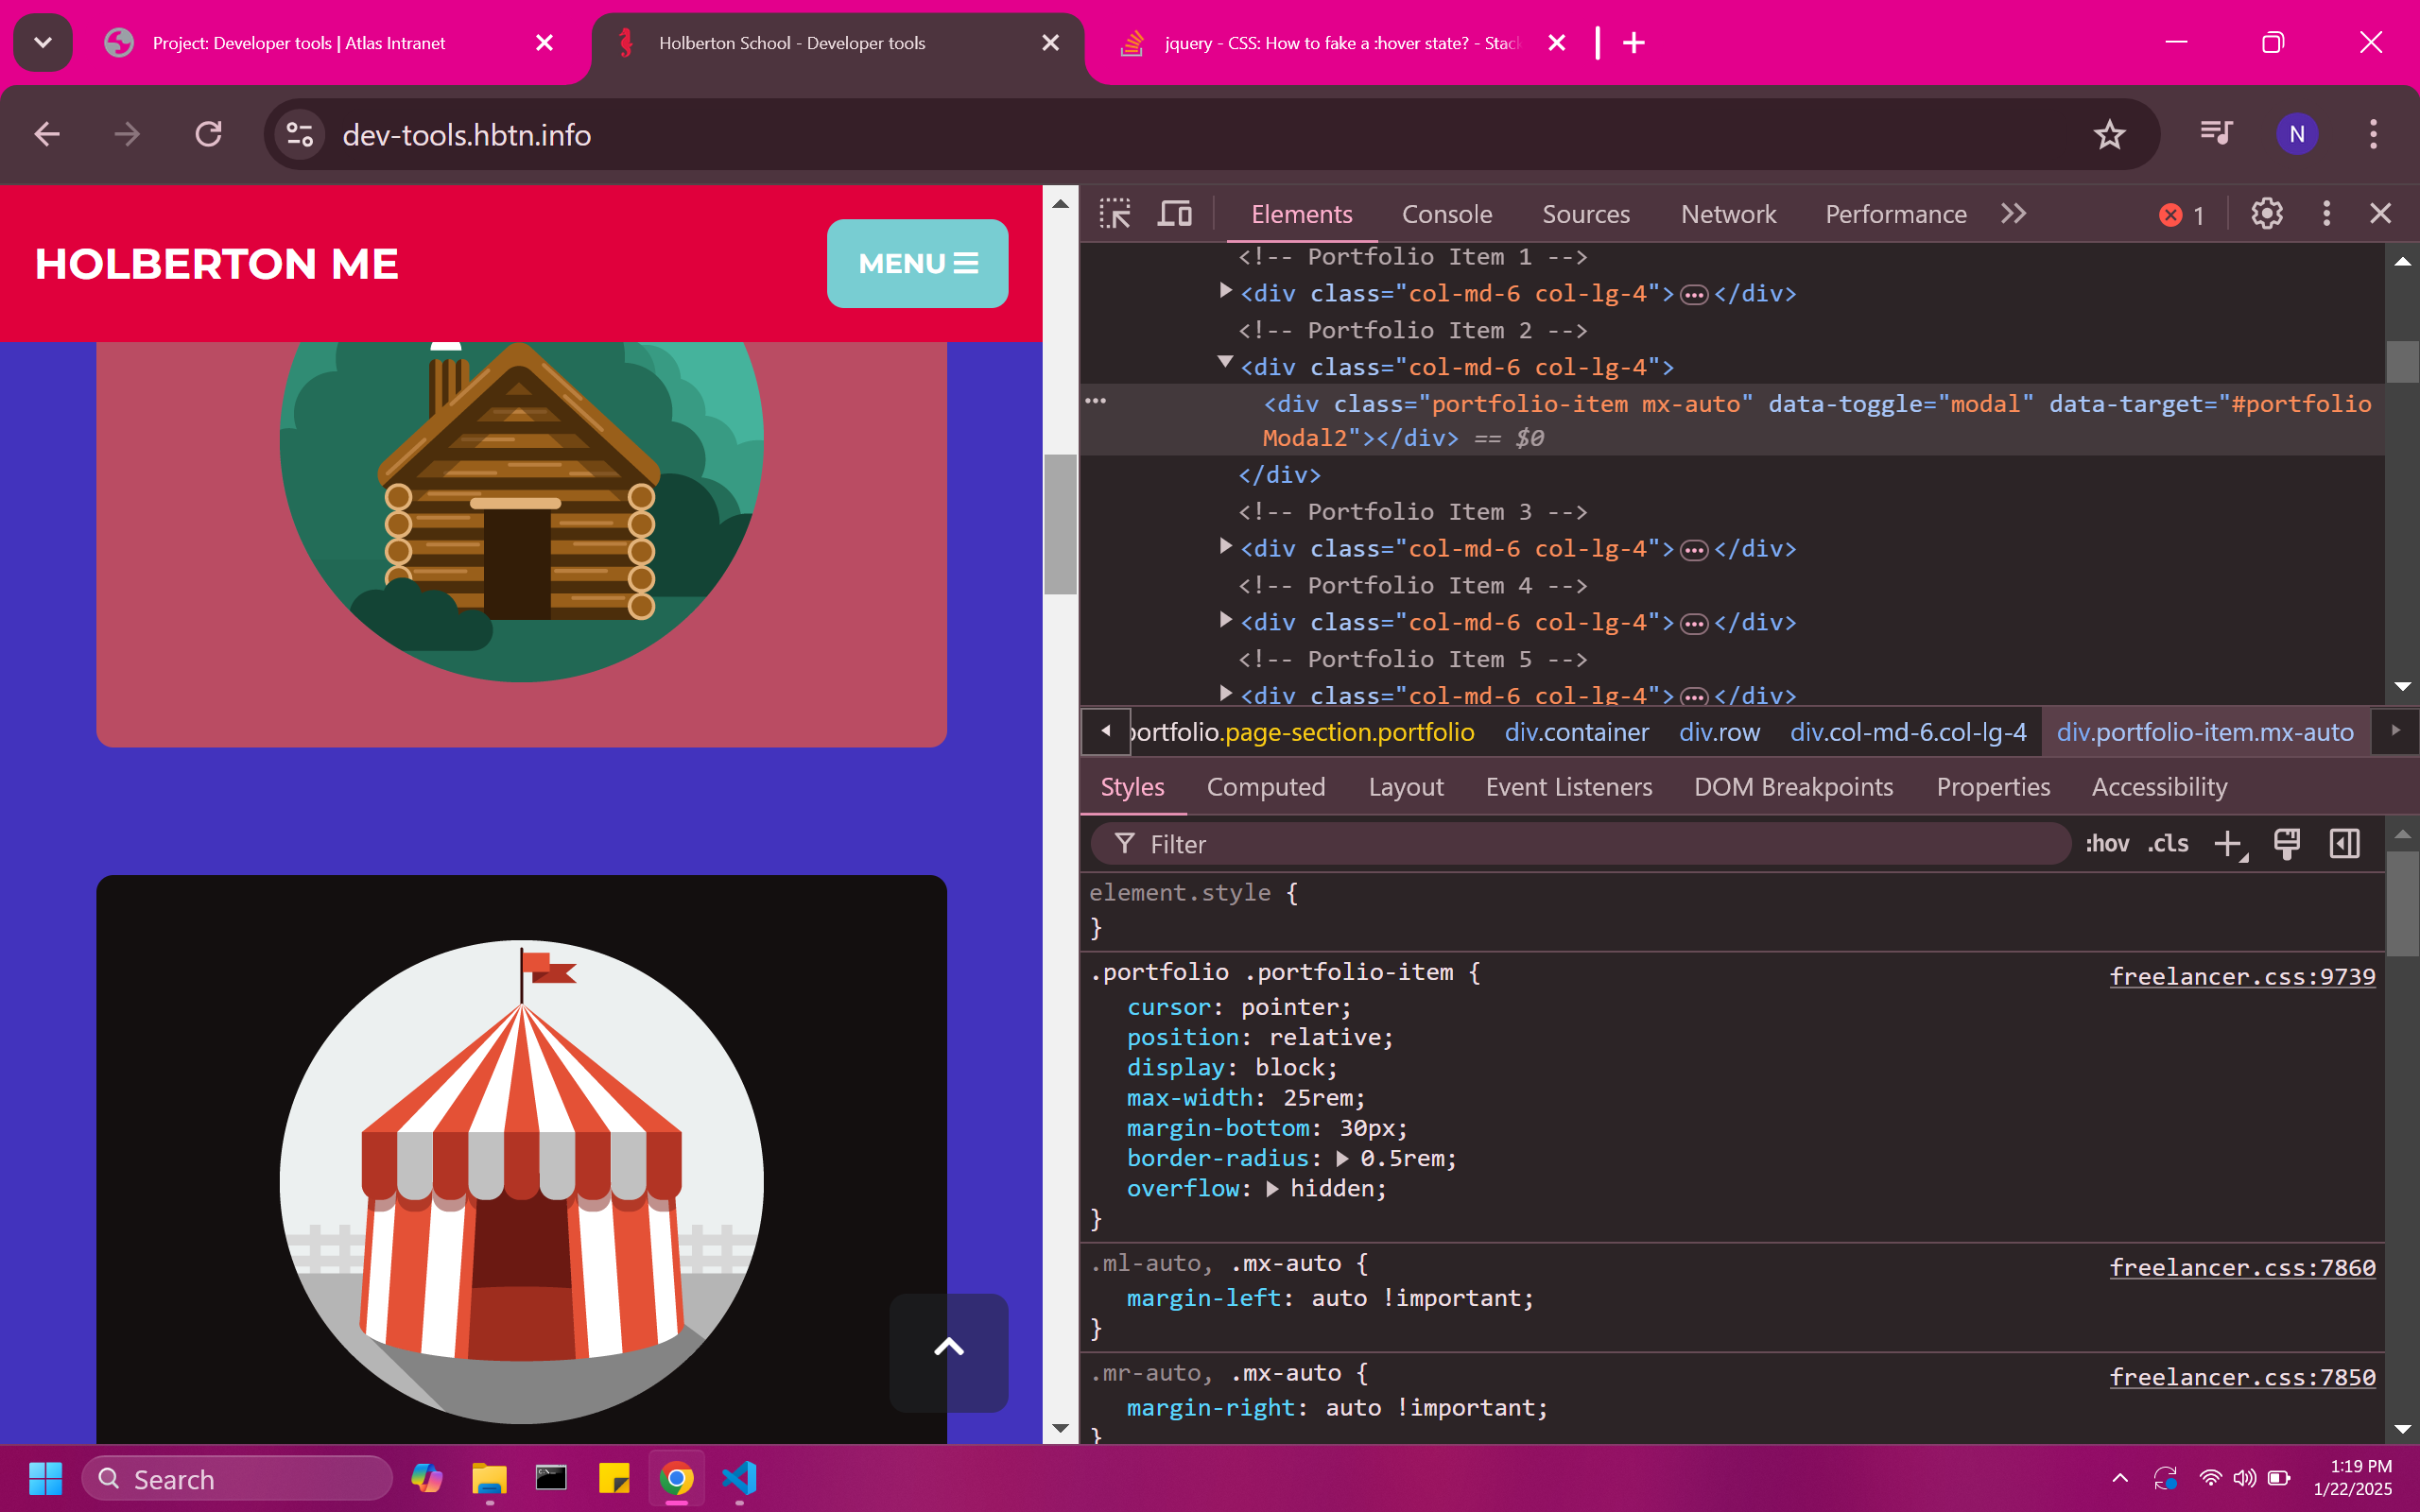 Project: Developer tools | Atlas Intranet
Holberton School - Developer tools
jquery - CSS: How to fake a :hover state? - Stack
dev-tools.hbtn.info
N
HOLBERTON ME
MENU
Elements
Console
Sources
Network
Performance
1
<!-- Portfolio Item 1 -->
<div class="col-md-6 col-lg-4">…</div>
<!-- Portfolio Item 2 -->
<div class="col-md-6 col-lg-4">
<div class="portfolio-item mx-auto" data-toggle="modal" data-target="#portfolio
Modal2"></div> == $0
</div>
<!-- Portfolio Item 3 -->
<div class="col-md-6 col-lg-4">…</div>
<!-- Portfolio Item 4 -->
<div class="col-md-6 col-lg-4">…</div>
<!-- Portfolio Item 5 -->
<div class="col-md-6 col-lg-4">…</div>
portfolio.page-section.portfolio
div.container
div.row
div.col-md-6.col-lg-4
div.portfolio-item.mx-auto
Styles
Computed
Layout
Event Listeners
DOM Breakpoints
Properties
Accessibility
Filter
:hov
.cls
element.style {
}
.portfolio .portfolio-item {
freelancer.css:9739
cursor: pointer;
position: relative;
display: block;
max-width: 25rem;
margin-bottom: 30px;
border-radius: 0.5rem;
overflow: hidden;
}
.ml-auto, .mx-auto {
freelancer.css:7860
margin-left: auto !important;
}
.mr-auto, .mx-auto {
freelancer.css:7850
margin-right: auto !important;
}
Search
1:19 PM
1/22/2025